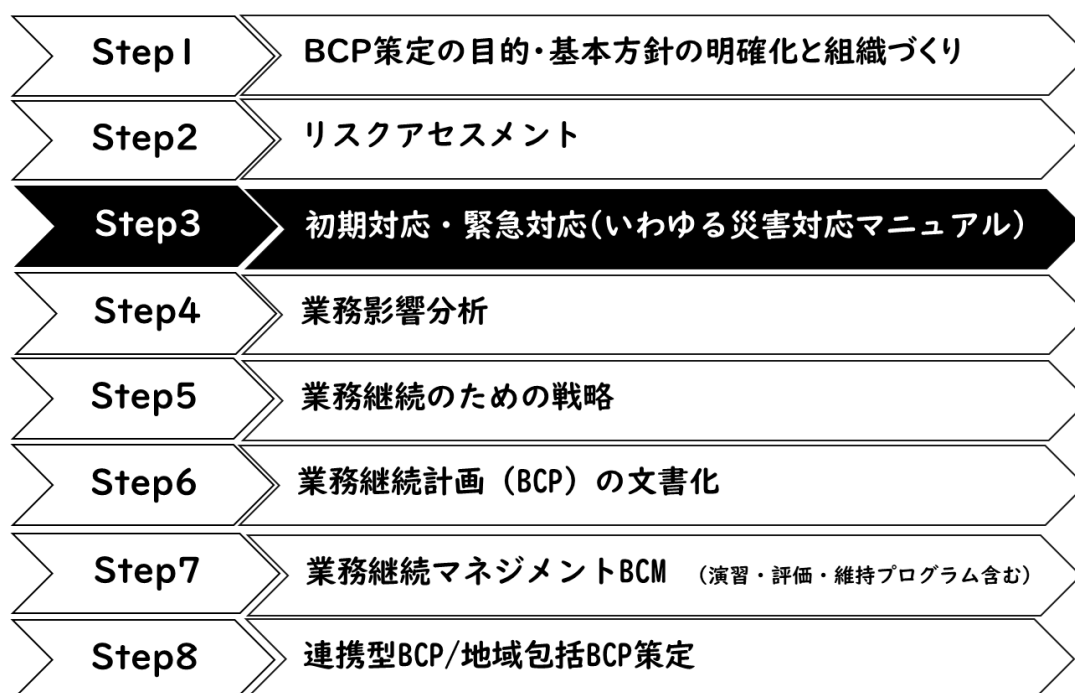 Step1 BCP策定の目的・基本方針の明確化と組織づくり
Step2 リスクアセスメント
Step3 初期対応・緊急対応(いわゆる災害対応マニュアル)
Step4 業務影響分析
Step5 業務継続のための戦略
Step6 業務継続計画（BCP）の文書化
Step7 業務継続マネジメントBCM （演習・評価・維持プログラム含む）
Step8 連携型BCP/地域包括BCP策定